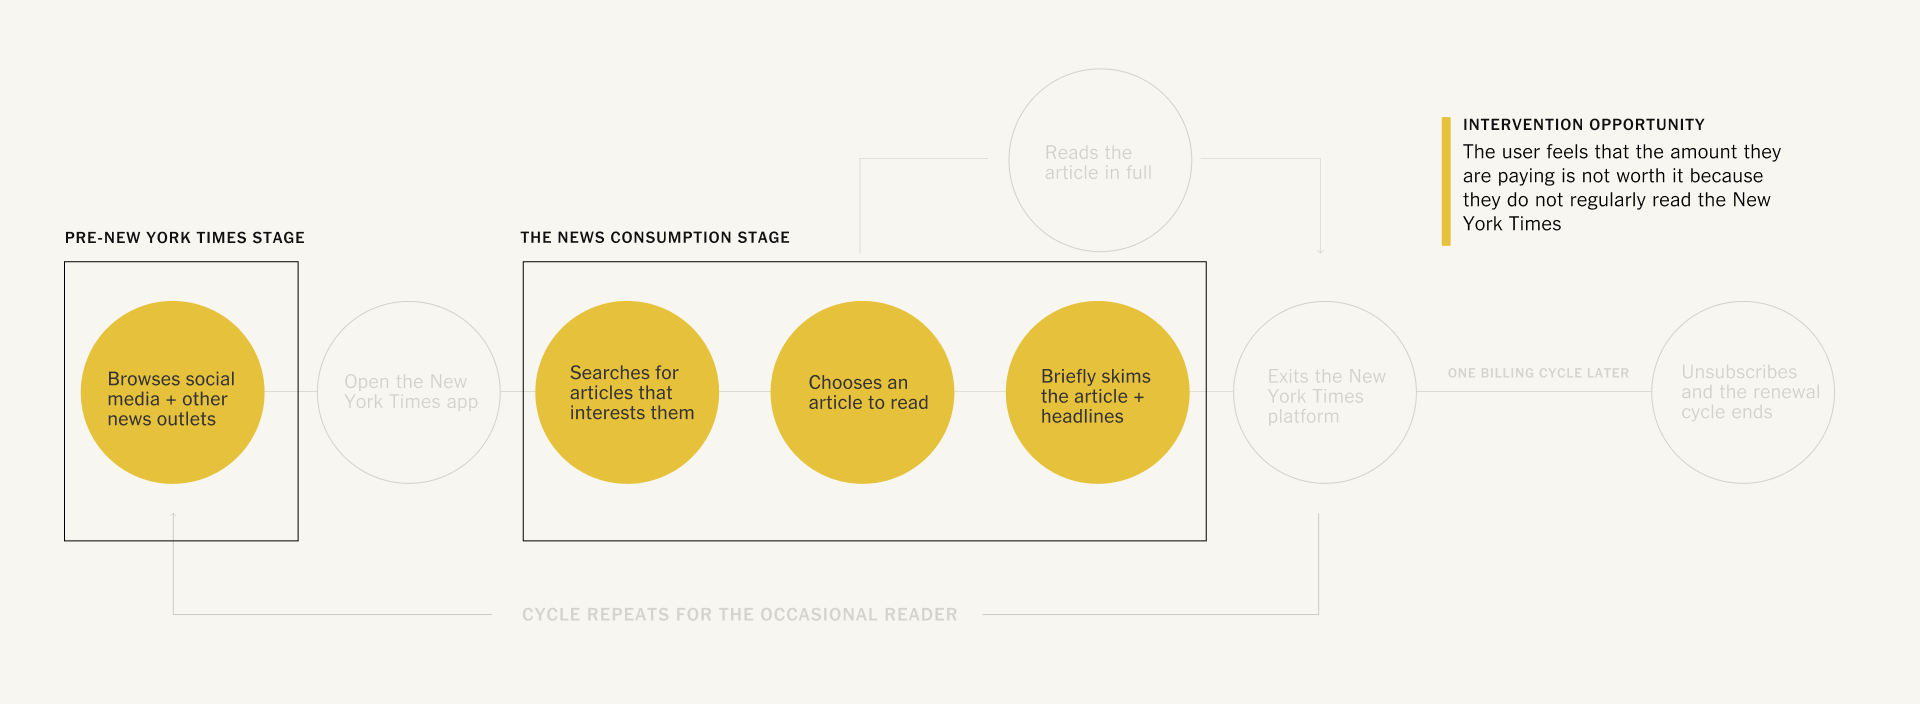 Reads the
article in full
INTERVENTION OPPORTUNITY
The user feels that the amount they
are paying is not worth it because
they do not regularly read the New
York Times
PRE-NEW YORK TIMES STAGE
THE NEWS CONSUMPTION STAGE
Browses social
media + other
news outlets
Open the New
York Times app
Searches for
articles that
interests them
Chooses an
article to read
Briefly skims
the article +
headlines
Exits the New
York Times
platform
ONE BILLING CYCLE LATER
Unsubscribes
and the renewal
cycle ends
CYCLE REPEATS FOR THE OCCASIONAL READER